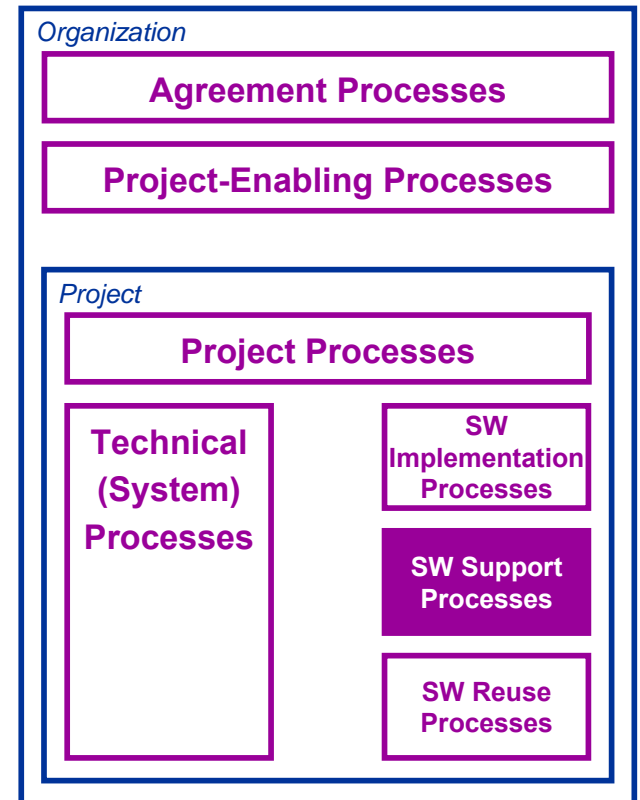 Organization
Agreement Processes
Project-Enabling Processes
Project
Project Processes
Technical
(System)
Processes
SW
Implementation
Processes
SW Support
Processes
SW Reuse
Processes